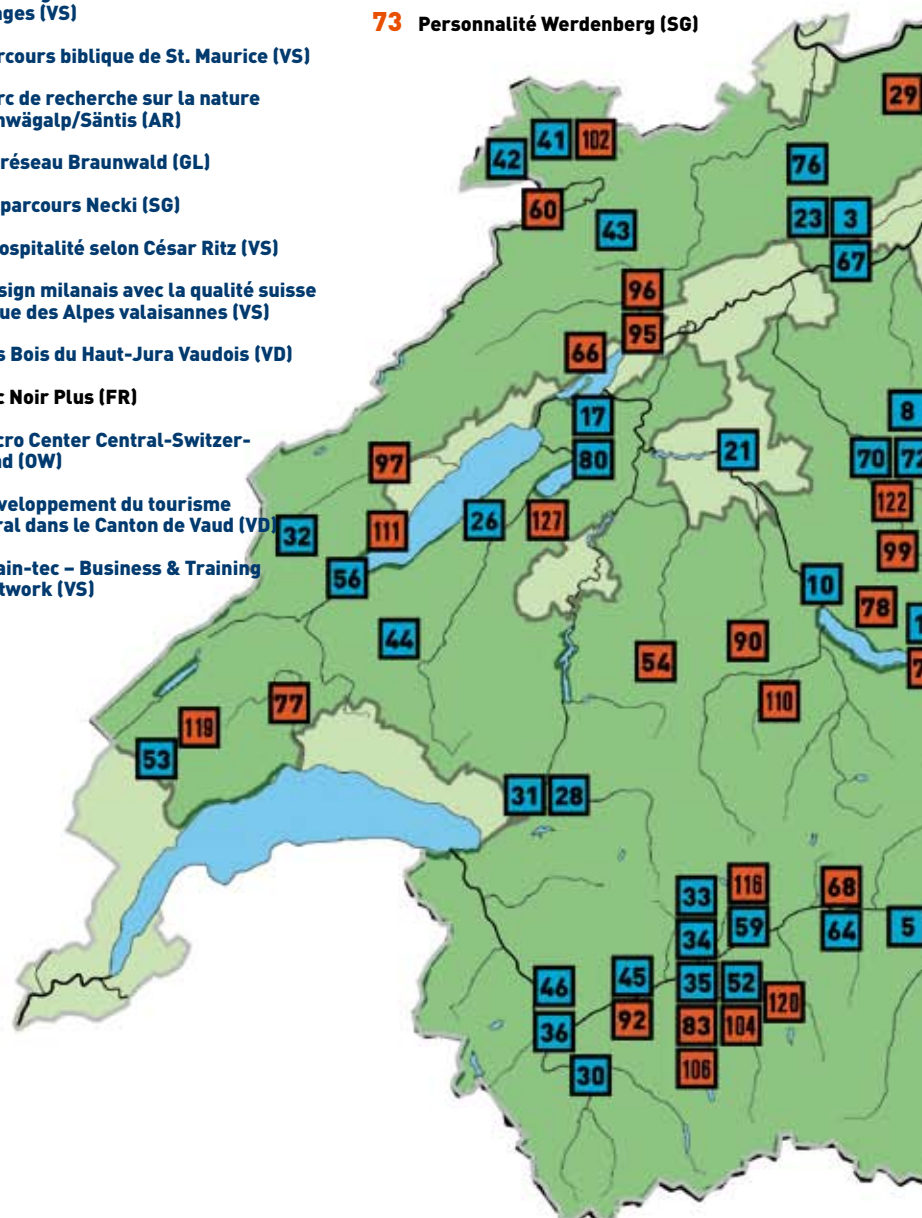 ges (VS)
rcours biblique de St. Maurice (VS)
rc de recherche sur la nature
hwägalp/Säntis (AR)
réseau Braunwald (GL)
parcours Necki (SG)
ospitalité selon César Ritz (VS)
sign milanais avec la qualité suisse
ue des Alpes valaisannes (VS)
s Bois du Haut-Jura Vaudois (VD)
c Noir Plus (FR)
cro Center Central-Switzer-
d (OW)
veloppement du tourisme
ral dans le Canton de Vaud (VD)
ain-tec – Business & Training
twork (VS)
73 Personnalité Werdenberg (SG)
29
41 102
42
76
60
23 3
43
67
96
95
66
17
8
21
80
70 72
97
122
26 127
111
32
99
56
10
78
44
90
54
110
77
119
53
31 28
116 68
33
59 64 5
34
45 35 52
46
120
92 83 104
36
106
30